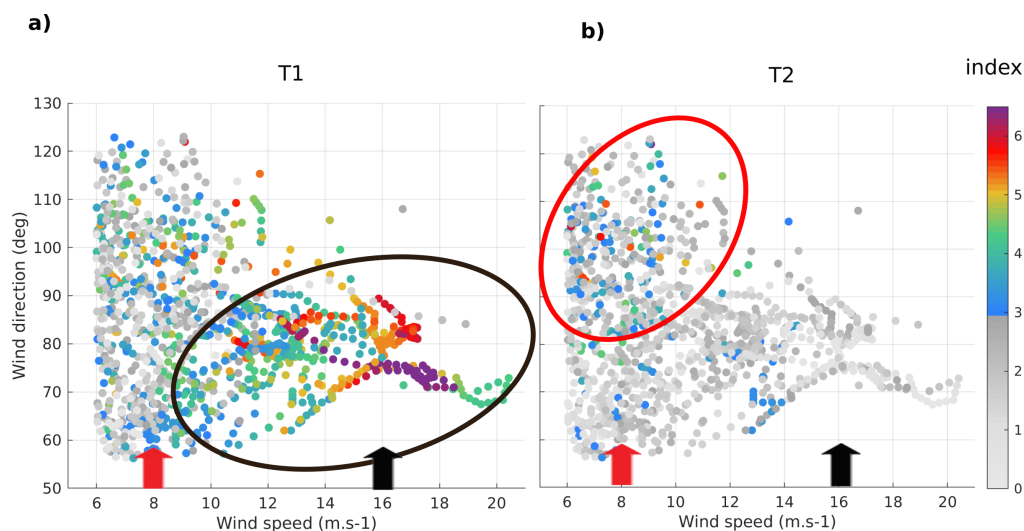 a)
b)
T1
T2
index
130
120
110
100
90
80
70
60
50
Wind direction (deg)
6 8 10 12 14 16 18 20
Wind speed (m.s-1)
6 8 10 12 14 16 18 20
Wind speed (m.s-1)
6
5
4
3
2
1
0